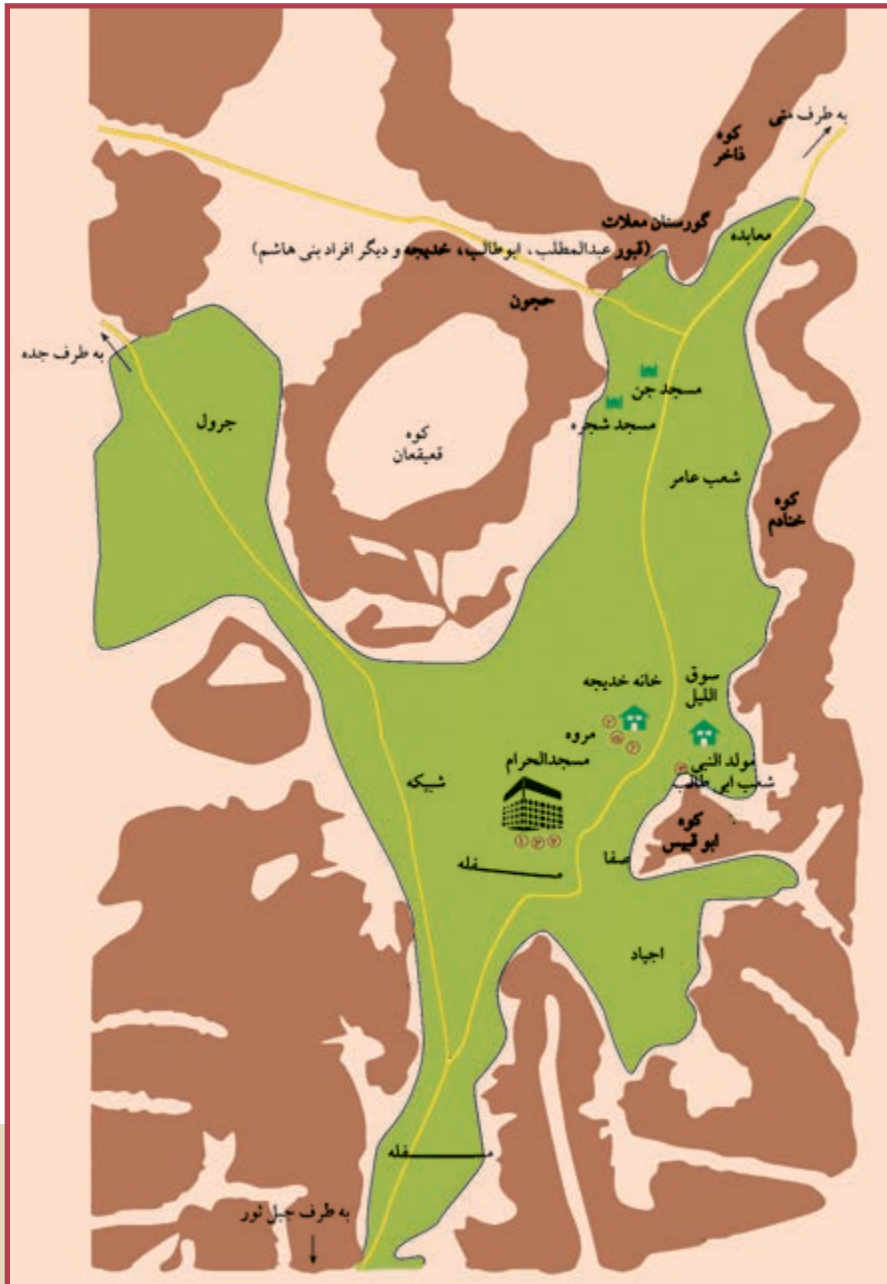 به طرف منی
کوه
فاخر
گورستان معلات
(قبور عبدالمطلب، ابوطالب، خدیجه و دیگر افراد بنی هاشم)
معابده
حجون
به طرف جده
جرول
کوه
قعیقعان
مسجد جن
مسجد شجره
شعب عامر
کوه
خنادم
سوق
اللیل
خانه خدیجه
مروه
مسجدالحرام
مولد النبی
شعب ابی طالب
شبیکه
کوه
ابو قبیس
صفا
مسفله
اجیاد
مسفله
به طرف جبل ثور